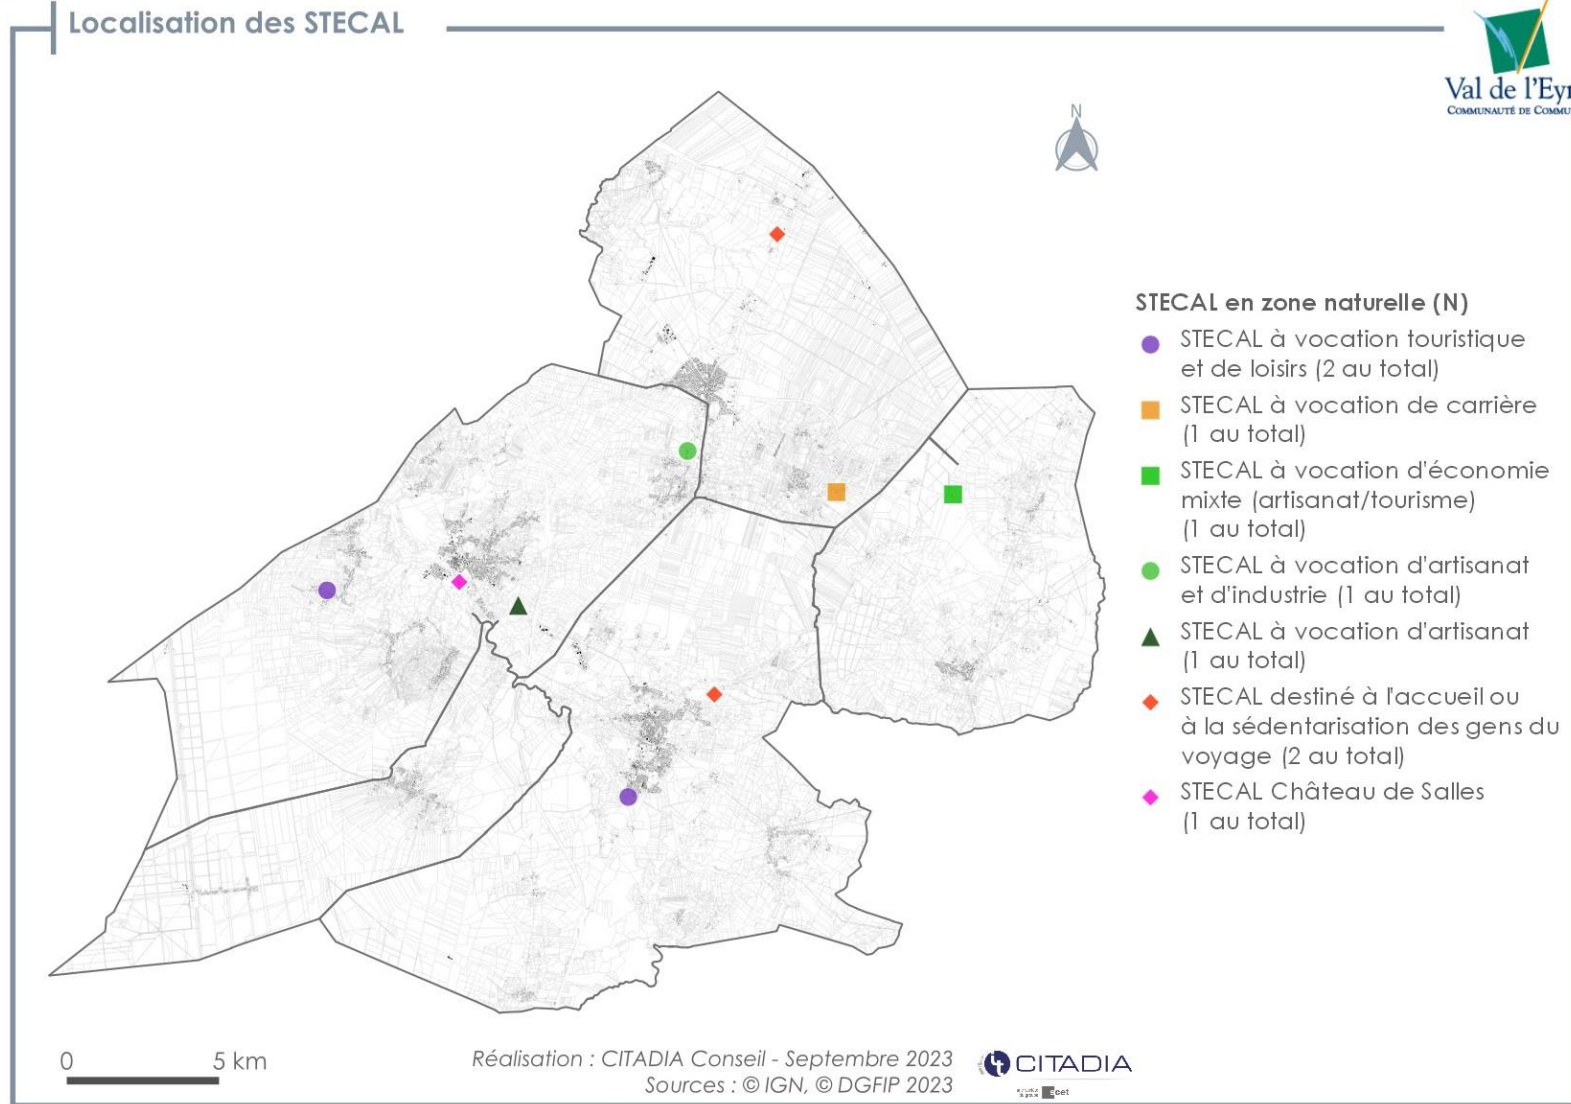 Localisation des STECAL
Val de l'Eyr
COMMUNAUTÉ DE COMMU
N
STECAL en zone naturelle (N)
STECAL à vocation touristique
et de loisirs (2 au total)
STECAL à vocation de carrière
(1 au total)
STECAL à vocation d'économie
mixte (artisanat/tourisme)
(1 au total)
STECAL à vocation d'artisanat
et d'industrie (1 au total)
STECAL à vocation d'artisanat
(1 au total)
STECAL destiné à l'accueil ou
à la sédentarisation des gens du
voyage (2 au total)
STECAL Château de Salles
(1 au total)
0 5 km
Réalisation : CITADIA Conseil - Septembre 2023
Sources : © IGN, © DGFIP 2023
CITADIA